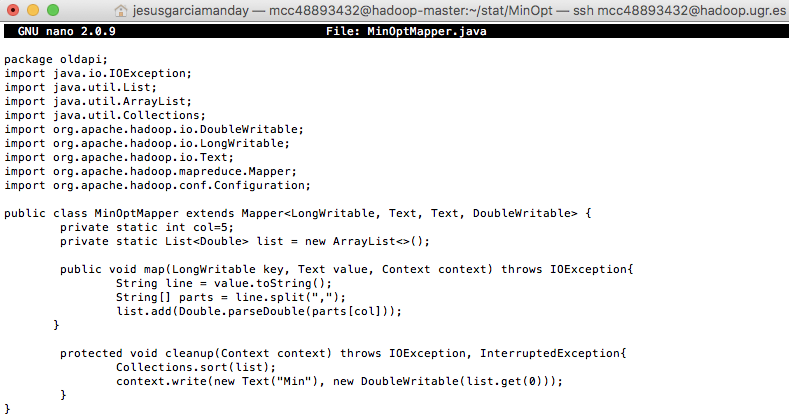 jesusgarciamanday — mcc48893432@hadoop-master:~/stat/MinOpt — ssh mcc48893432@hadoop.ugr.es
GNU nano 2.0.9 File: MinOptMapper.java
package oldapi;
import java.io.IOException;
import java.util.List;
import java.util.ArrayList;
import java.util.Collections;
import org.apache.hadoop.io.DoubleWritable;
import org.apache.hadoop.io.LongWritable;
import org.apache.hadoop.io.Text;
import org.apache.hadoop.mapreduce.Mapper;
import org.apache.hadoop.conf.Configuration;
public class MinOptMapper extends Mapper<LongWritable, Text, Text, DoubleWritable> {
private static int col=5;
private static List<Double> list = new ArrayList<>();
public void map(LongWritable key, Text value, Context context) throws IOException{
String line = value.toString();
String[] parts = line.split(",");
list.add(Double.parseDouble(parts[col]));
}
protected void cleanup(Context context) throws IOException, InterruptedException{
Collections.sort(list);
context.write(new Text("Min"), new DoubleWritable(list.get(0)));
}
}